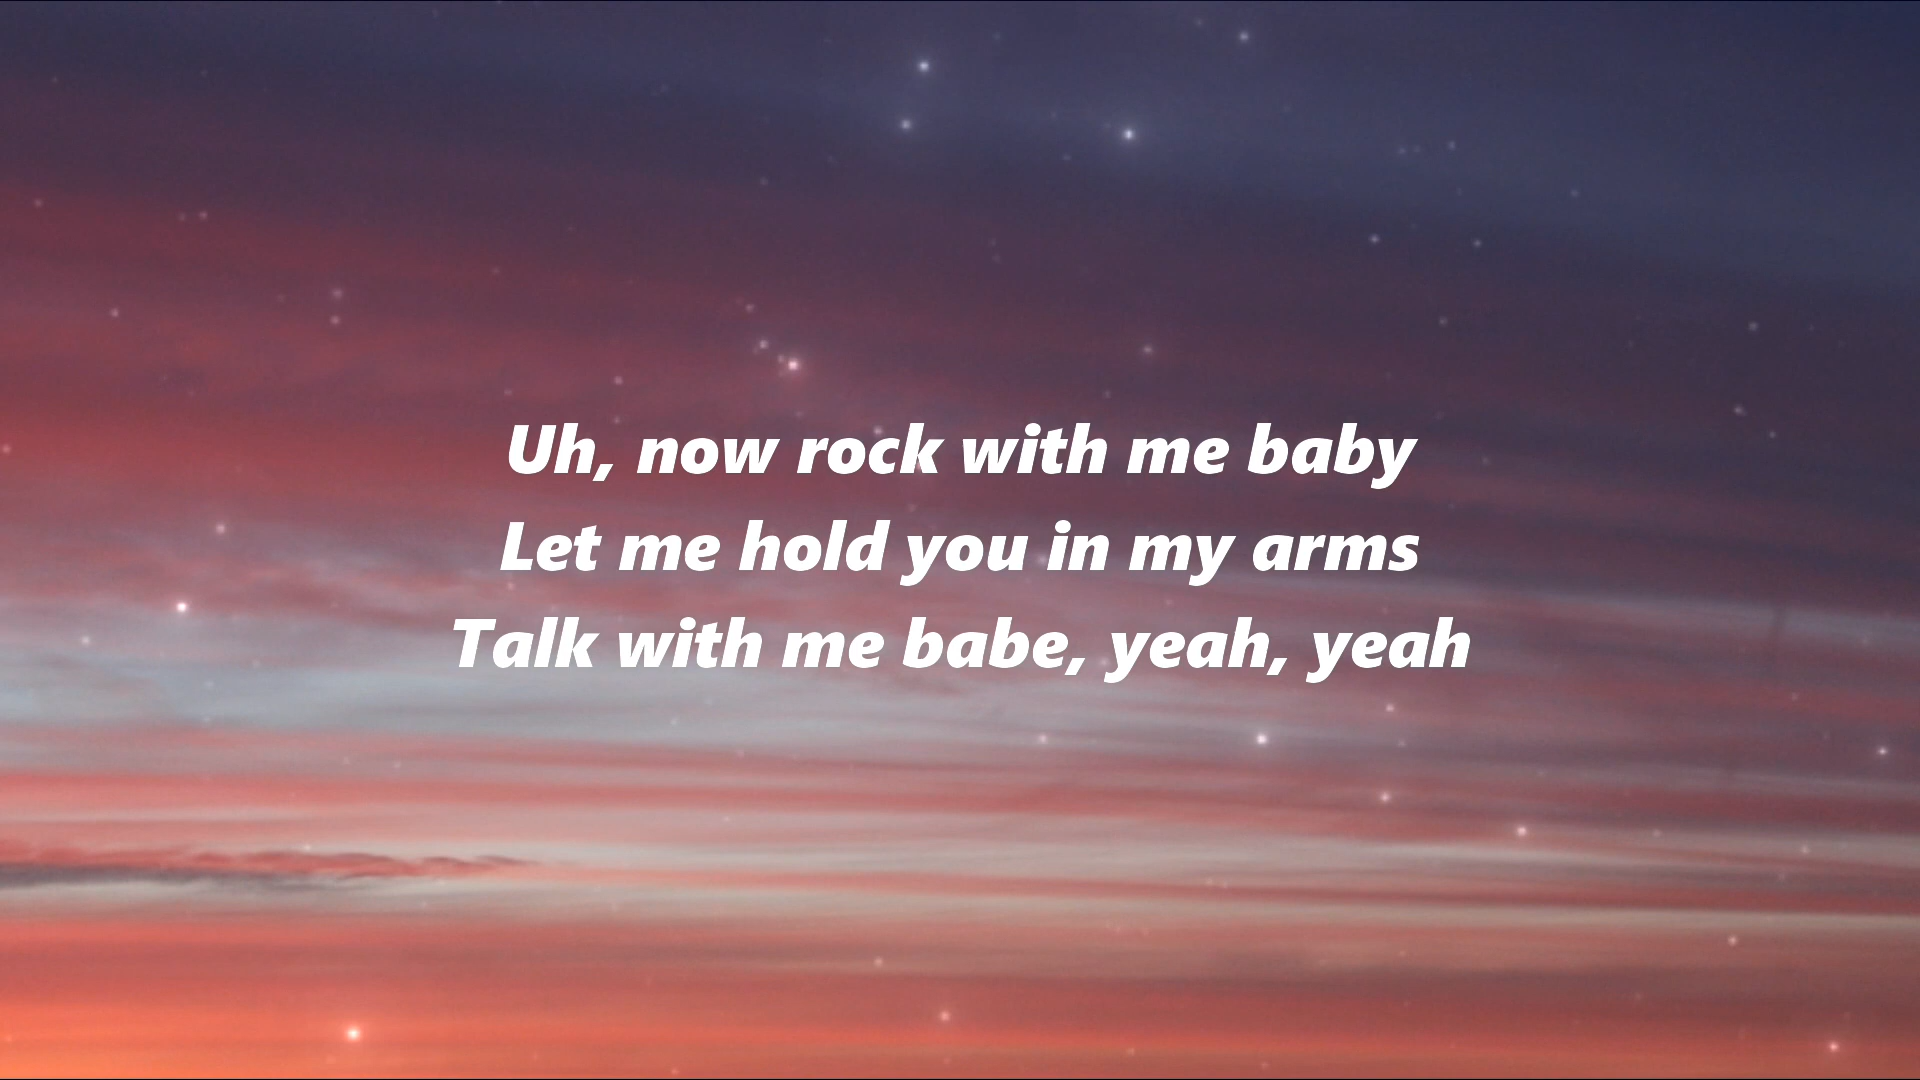 Uh, now rock with me baby
Let me hold you in my arms
Talk with me babe, yeah, yeah